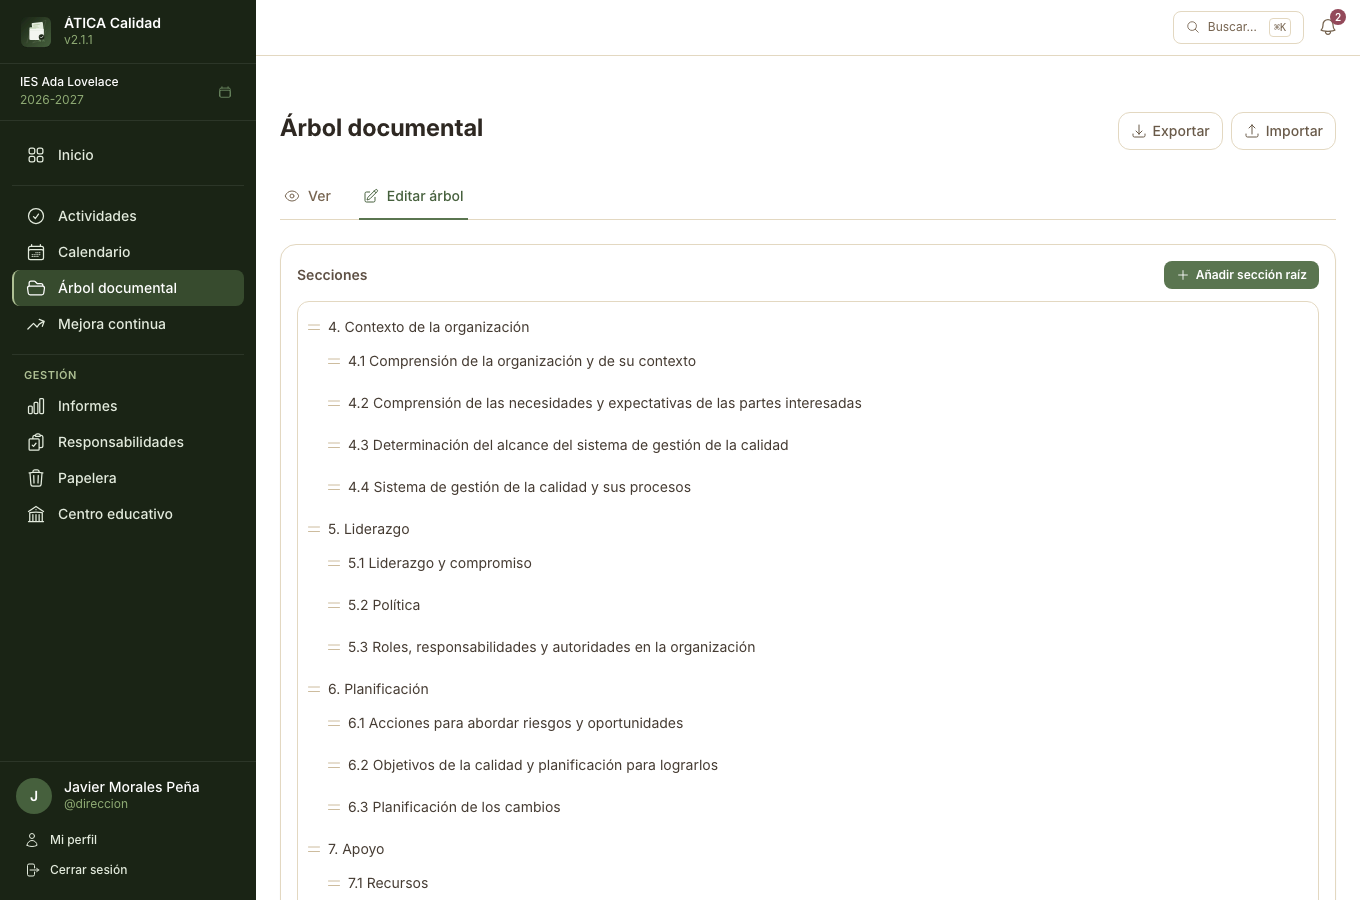 ÁTICA Calidad
v2.1.1
IES Ada Lovelace
2026-2027
Inicio
Actividades
Calendario
Árbol documental
Mejora continua
GESTIÓN
Informes
Responsabilidades
Papelera
Centro educativo
J
Javier Morales Peña
@direccion
Mi perfil
Cerrar sesión
Buscar... ⌘K
2
Árbol documental
Exportar
Importar
Ver
Editar árbol
Secciones
Añadir sección raíz
4. Contexto de la organización
4.1 Comprensión de la organización y de su contexto
4.2 Comprensión de las necesidades y expectativas de las partes interesadas
4.3 Determinación del alcance del sistema de gestión de la calidad
4.4 Sistema de gestión de la calidad y sus procesos
5. Liderazgo
5.1 Liderazgo y compromiso
5.2 Política
5.3 Roles, responsabilidades y autoridades en la organización
6. Planificación
6.1 Acciones para abordar riesgos y oportunidades
6.2 Objetivos de la calidad y planificación para lograrlos
6.3 Planificación de los cambios
7. Apoyo
7.1 Recursos